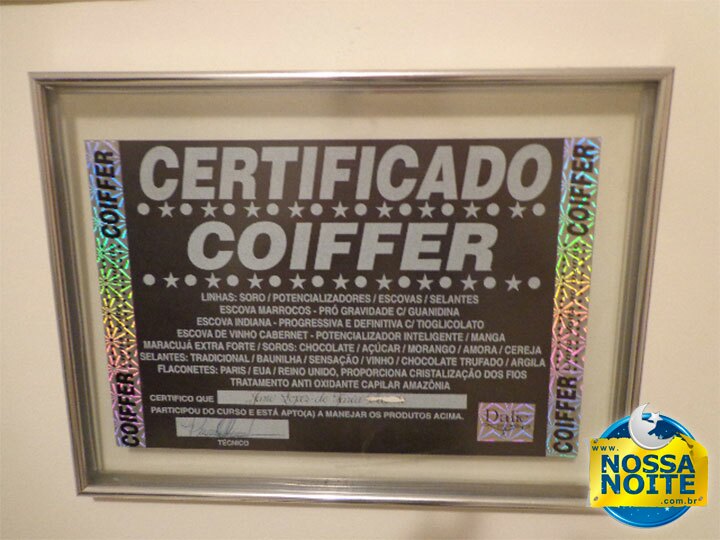 CERTIFICADO
COIFFER
LINHAS: SORO / POTENCIALIZADORES / ESCOVAS / SELANTES
ESCOVA MARROCOS - PRÓ GRAVIDADE C/ GUANIDINA
ESCOVA INDIANA - PROGRESSIVA E DEFINITIVA C/ TIOGLICOLATO
ESCOVA DE VINHO CABERNET - POTENCIALIZADOR INTELIGENTE / MANGA
MARACUJÁ EXTRA FORTE / SOROS: CHOCOLATE / AÇÚCAR / MORANGO / AMORA / CEREJA
SELANTES: TRADICIONAL / BAUNILHA / SENSAÇÃO / VINHO / CHOCOLATE TRUFADO / ARGILA
FLACONETES: PARIS / EUA / REINO UNIDO, PROPORCIONA CRISTALIZAÇÃO DOS FIOS
TRATAMENTO ANTI OXIDANTE CAPILAR AMAZÔNIA
CERTIFICO QUE
PARTICIPOU DO CURSO E ESTÁ APTO(A) A MANEJAR OS PRODUTOS ACIMA.
TÉCNICO
COIFFER
COIFFER
COIFFER
COIFFER
www.
NOSSA
NOITE
.com.br